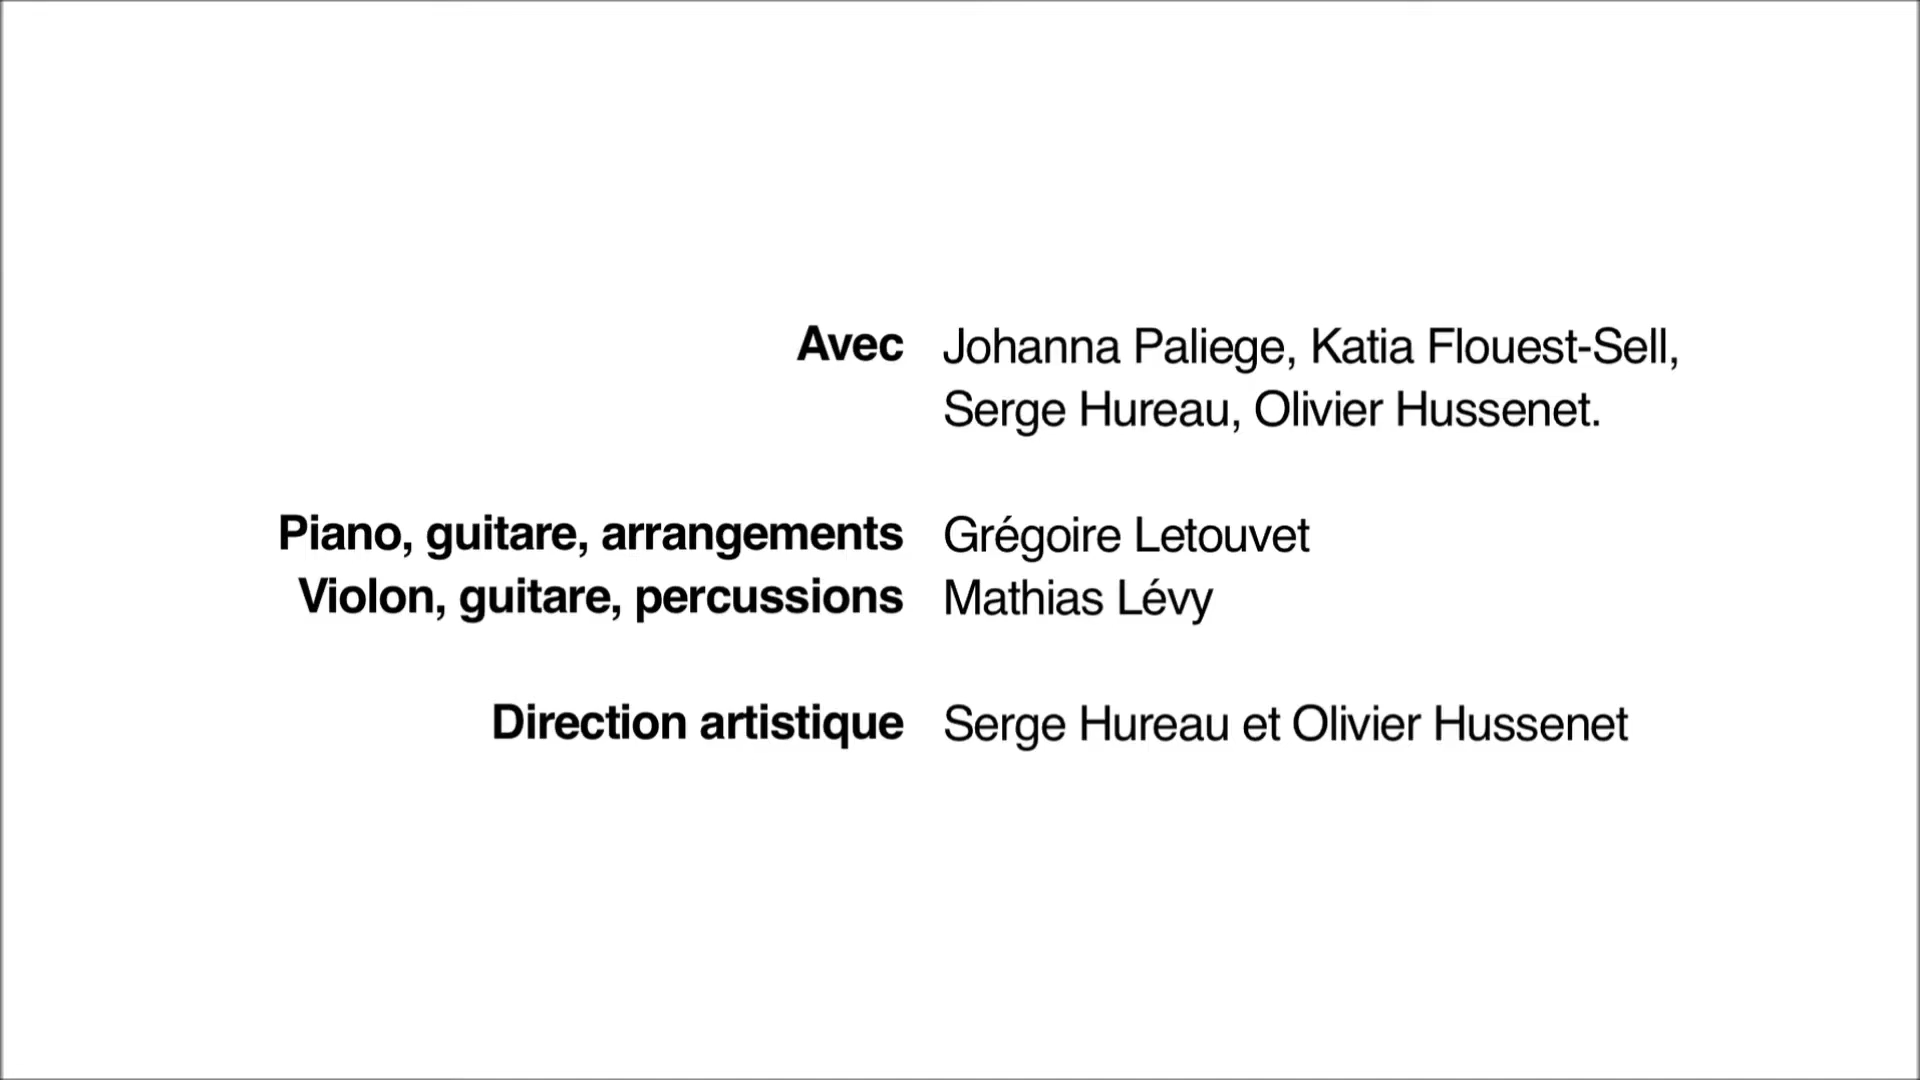 Avec Johanna Paliege, Katia Flouest-Sell,
Serge Hureau, Olivier Hussenet.
Piano, guitare, arrangements Grégoire Letouvet
Violon, guitare, percussions Mathias Lévy
Direction artistique Serge Hureau et Olivier Hussenet